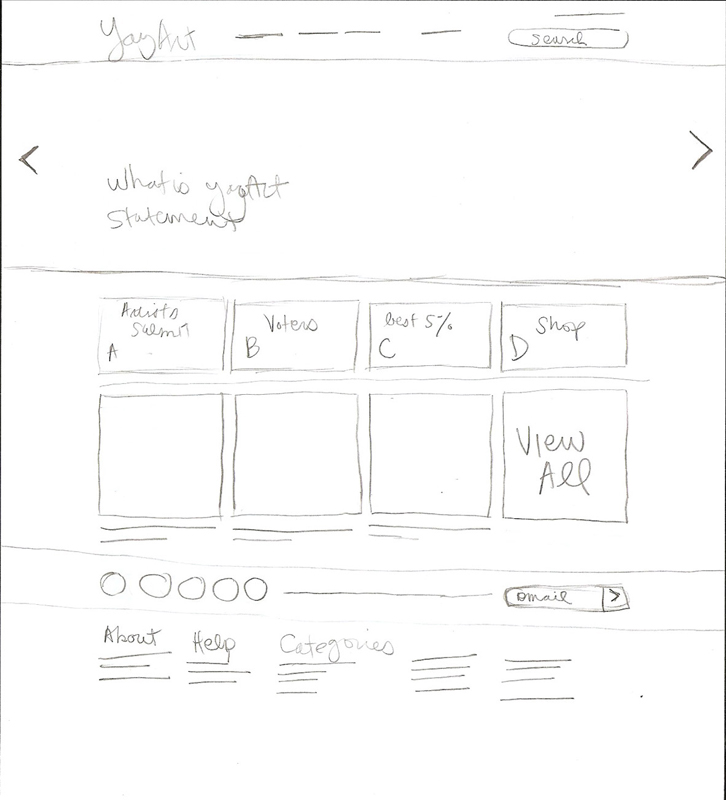 YayArt
search
<
>
What is yayArt
Statement
Artists
Submit
A
Voters
B
best 5%
C
Shop
D
View
All
email
>
About
Help
Categories